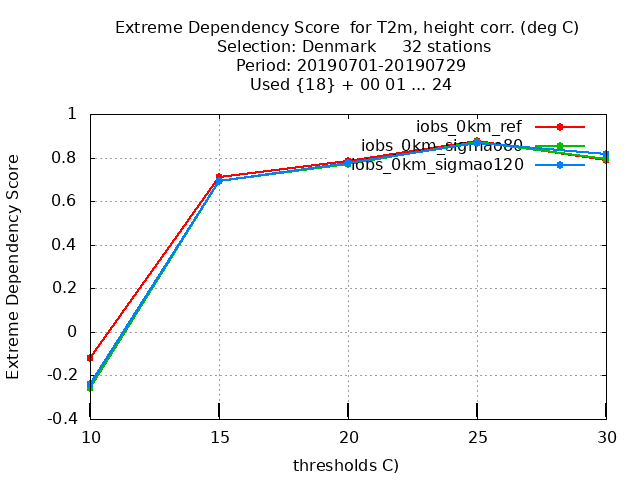 Extreme Dependency Score  for T2m, height corr. (deg C)
Selection: Denmark     32 stations
Period: 20190701-20190729
Used {18} + 00 01 ... 24
iobs_0km_ref
iobs_0km_sigmao80
iobs_0km_sigmao120
Extreme Dependency Score
1
0.8
0.6
0.4
0.2
0
-0.2
-0.4
10 15 20 25 30
thresholds C)